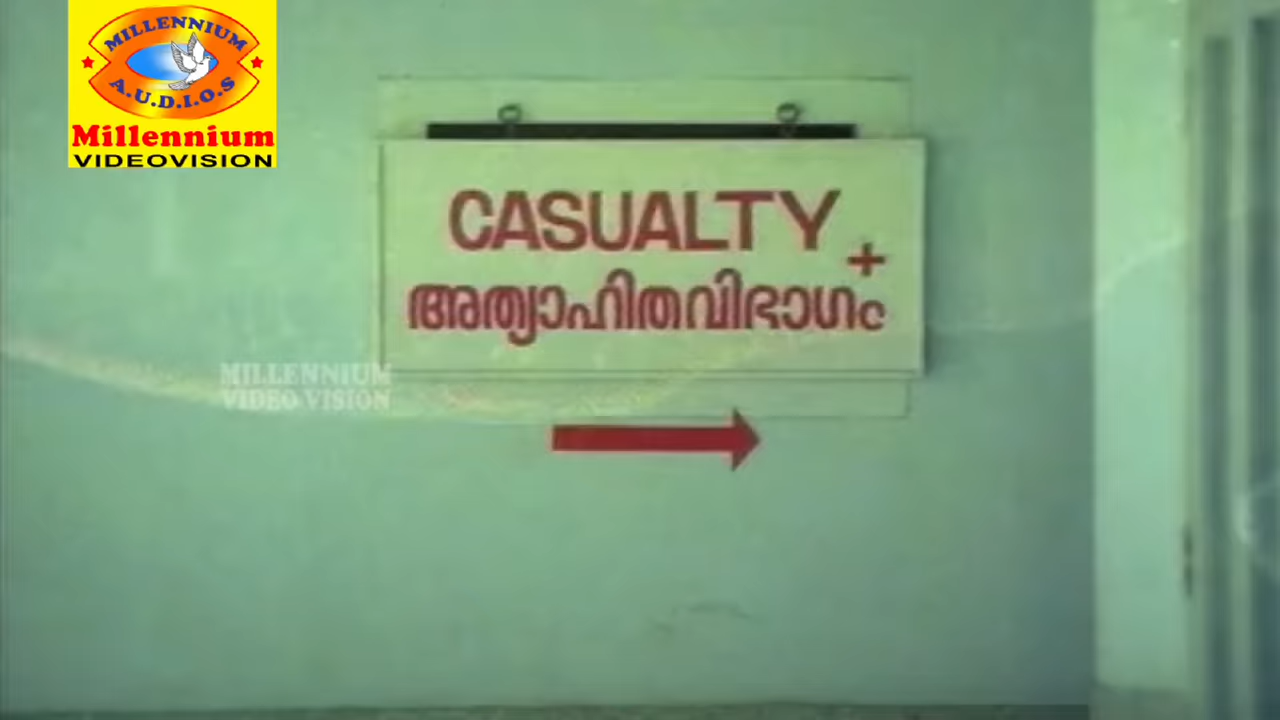 MILLENNIUM
A.U.D.I.O.S
Millennium
VIDEOVISION
CASUALTY
അത്യാഹിതവിഭാഗം
MILLENNIUM
VIDEO VISION